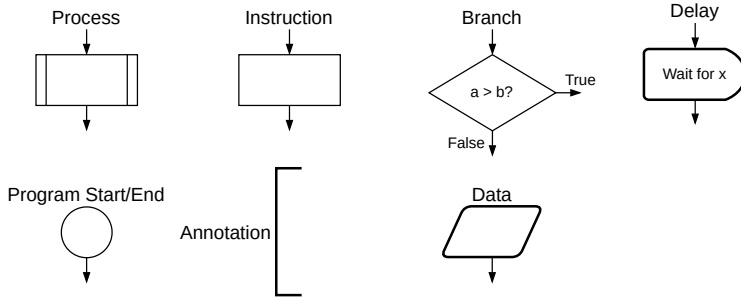 Process
Instruction
Branch
Delay
a > b?
True
Wait for x
False
Program Start/End
Annotation
Data